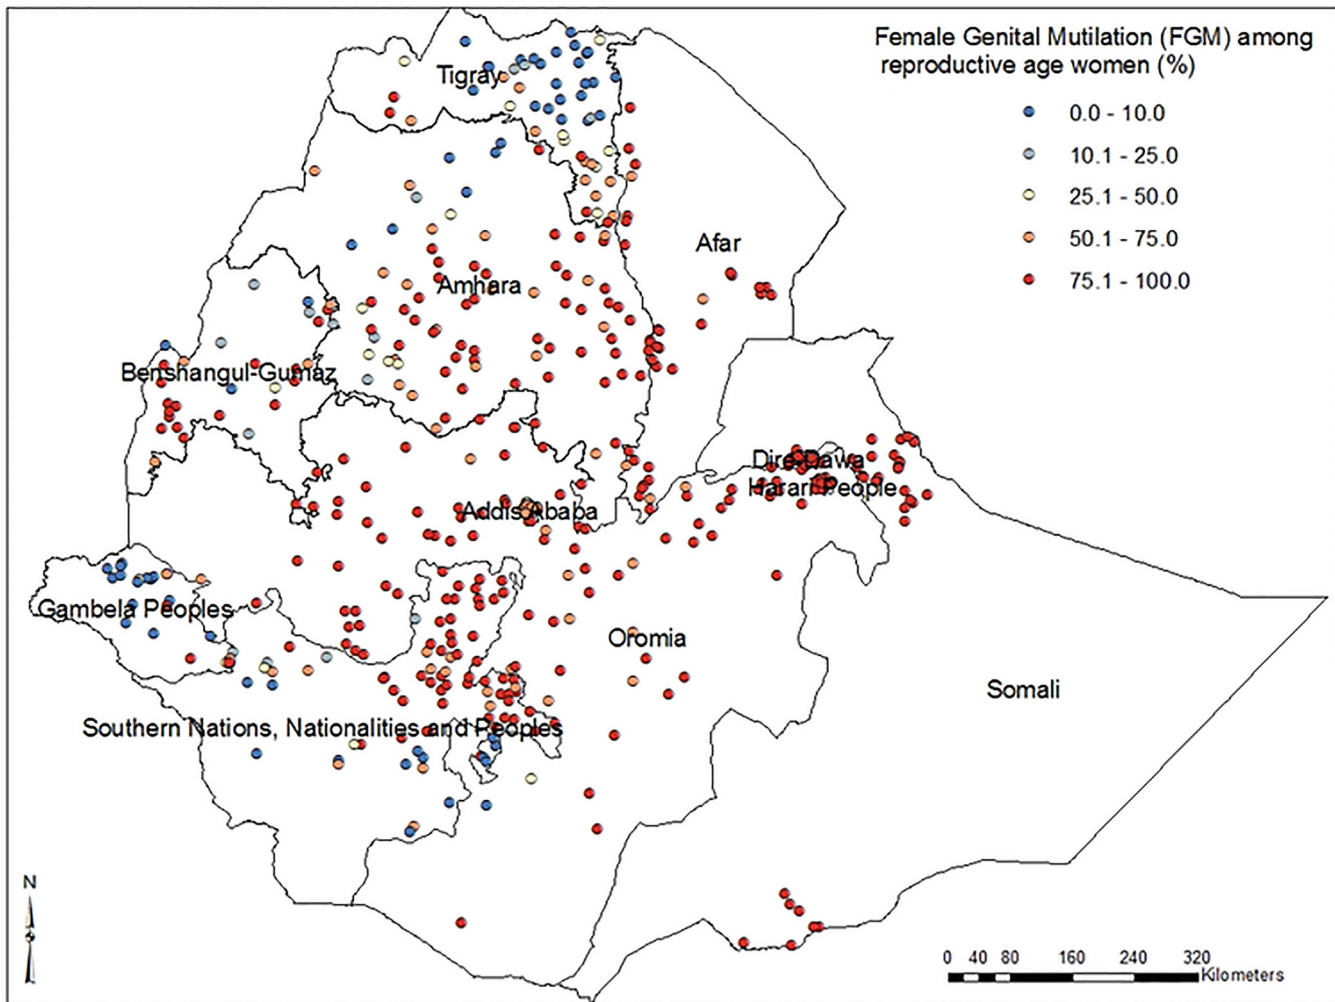 Female Genital Mutilation (FGM) among
reproductive age women (%)
0.0 - 10.0
10.1 - 25.0
25.1 - 50.0
50.1 - 75.0
75.1 - 100.0
Tigray
Afar
Amhara
Benshangul-Gumaz
Dire Dawa
Harari People
Addis Ababa
Gambela Peoples
Oromia
Somali
Southern Nations, Nationalities and Peoples
N
0 40 80 160 240 320
Kilometers